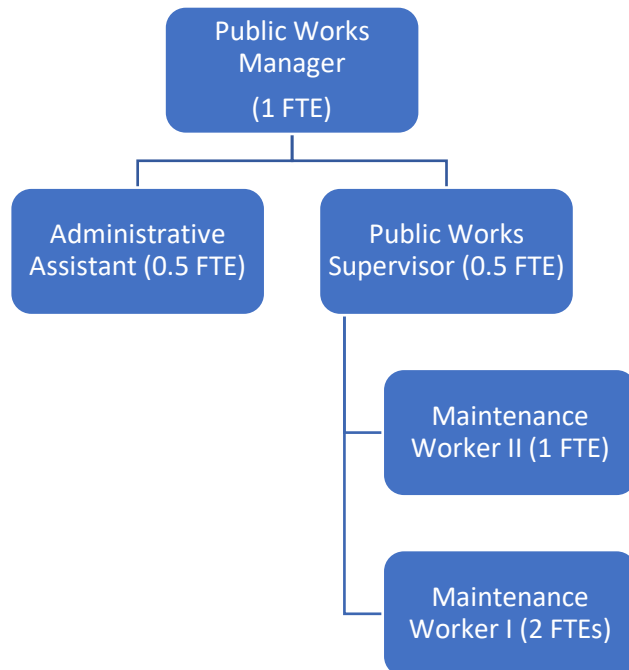 Public Works
Manager
(1 FTE)
Administrative
Assistant (0.5 FTE)
Public Works
Supervisor (0.5 FTE)
Maintenance
Worker II (1 FTE)
Maintenance
Worker I (2 FTEs)